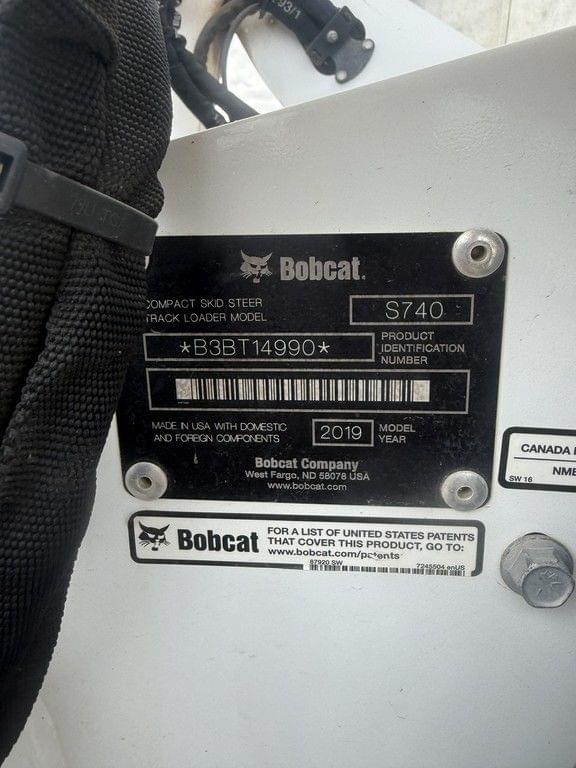 93/1
Bobcat.
COMPACT SKID STEER
TRACK LOADER MODEL
S740
*B3BT14990*
PRODUCT
IDENTIFICATION
NUMBER
MADE IN USA WITH DOMESTIC
AND FOREIGN COMPONENTS
2019
MODEL
YEAR
Bobcat Company
West Fargo, ND 58078 USA
www.bobcat.com
CANADA
NMB
SW 16
Bobcat
FOR A LIST OF UNITED STATES PATENTS
THAT COVER THIS PRODUCT, GO TO:
www.bobcat.com/patents
87920 SW
7245504 enUS